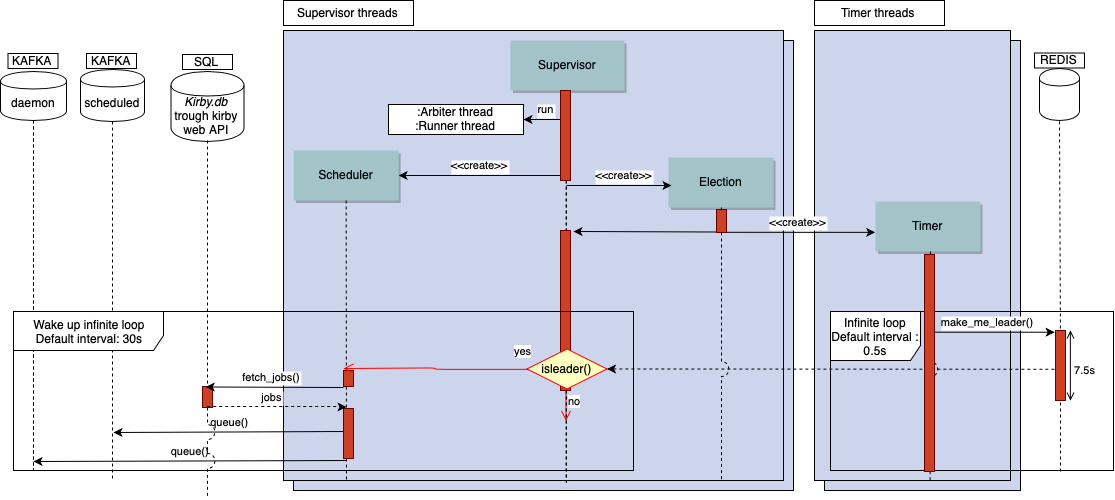 Supervisor threads
Timer threads
KAFKA
KAFKA
SQL
REDIS
daemon
scheduled
Kirby.db
trough kirby
web API
Supervisor
run
:Arbiter thread
:Runner thread
<<create>>
Scheduler
<<create>>
Election
<<create>>
Timer
Wake up infinite loop
Default interval: 30s
Infinite loop
Default interval :
0.5s
make_me_leader()
7.5s
yes
isleader()
no
fetch_jobs()
jobs
queue()
queue()